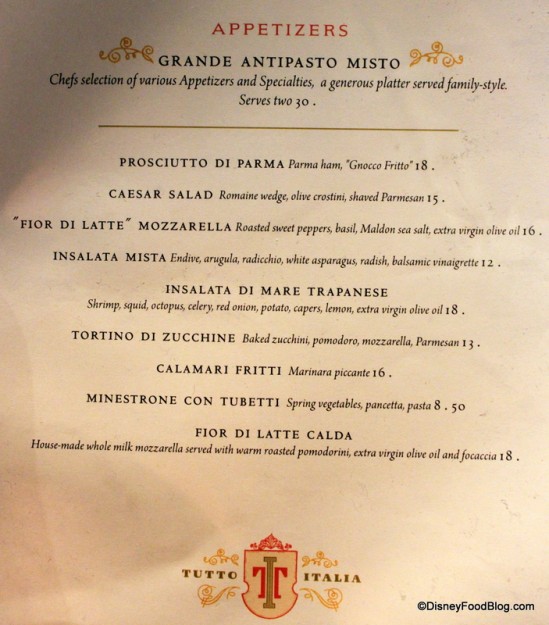 APPETIZERS
GRANDE ANTIPASTO MISTO
Chefs selection of various Appetizers and Specialties, a generous platter served family-style.
Serves two 30 .
PROSCIUTTO DI PARMA Parma ham, "Gnocco Fritto" 18 .
CAESAR SALAD Romaine wedge, olive crostini, shaved Parmesan 15 .
"FIOR DI LATTE" MOZZARELLA Roasted sweet peppers, basil, Maldon sea salt, extra virgin olive oil 16 .
INSALATA MISTA Endive, arugula, radicchio, white asparagus, radish, balsamic vinaigrette 12 .
INSALATA DI MARE TRAPANESE
Shrimp, squid, octopus, celery, red onion, potato, capers, lemon, extra virgin olive oil 18 .
TORTINO DI ZUCCHINE Baked zucchini, pomodoro, mozzarella, Parmesan 13 .
CALAMARI FRITTI Marinara piccante 16 .
MINESTRONE CON TUBETTI Spring vegetables, pancetta, pasta 8 . 50
FIOR DI LATTE CALDA
House-made whole milk mozzarella served with warm roasted pomodorini, extra virgin olive oil and focaccia 18 .
TUTTO TI ITALIA
©DisneyFoodBlog.com